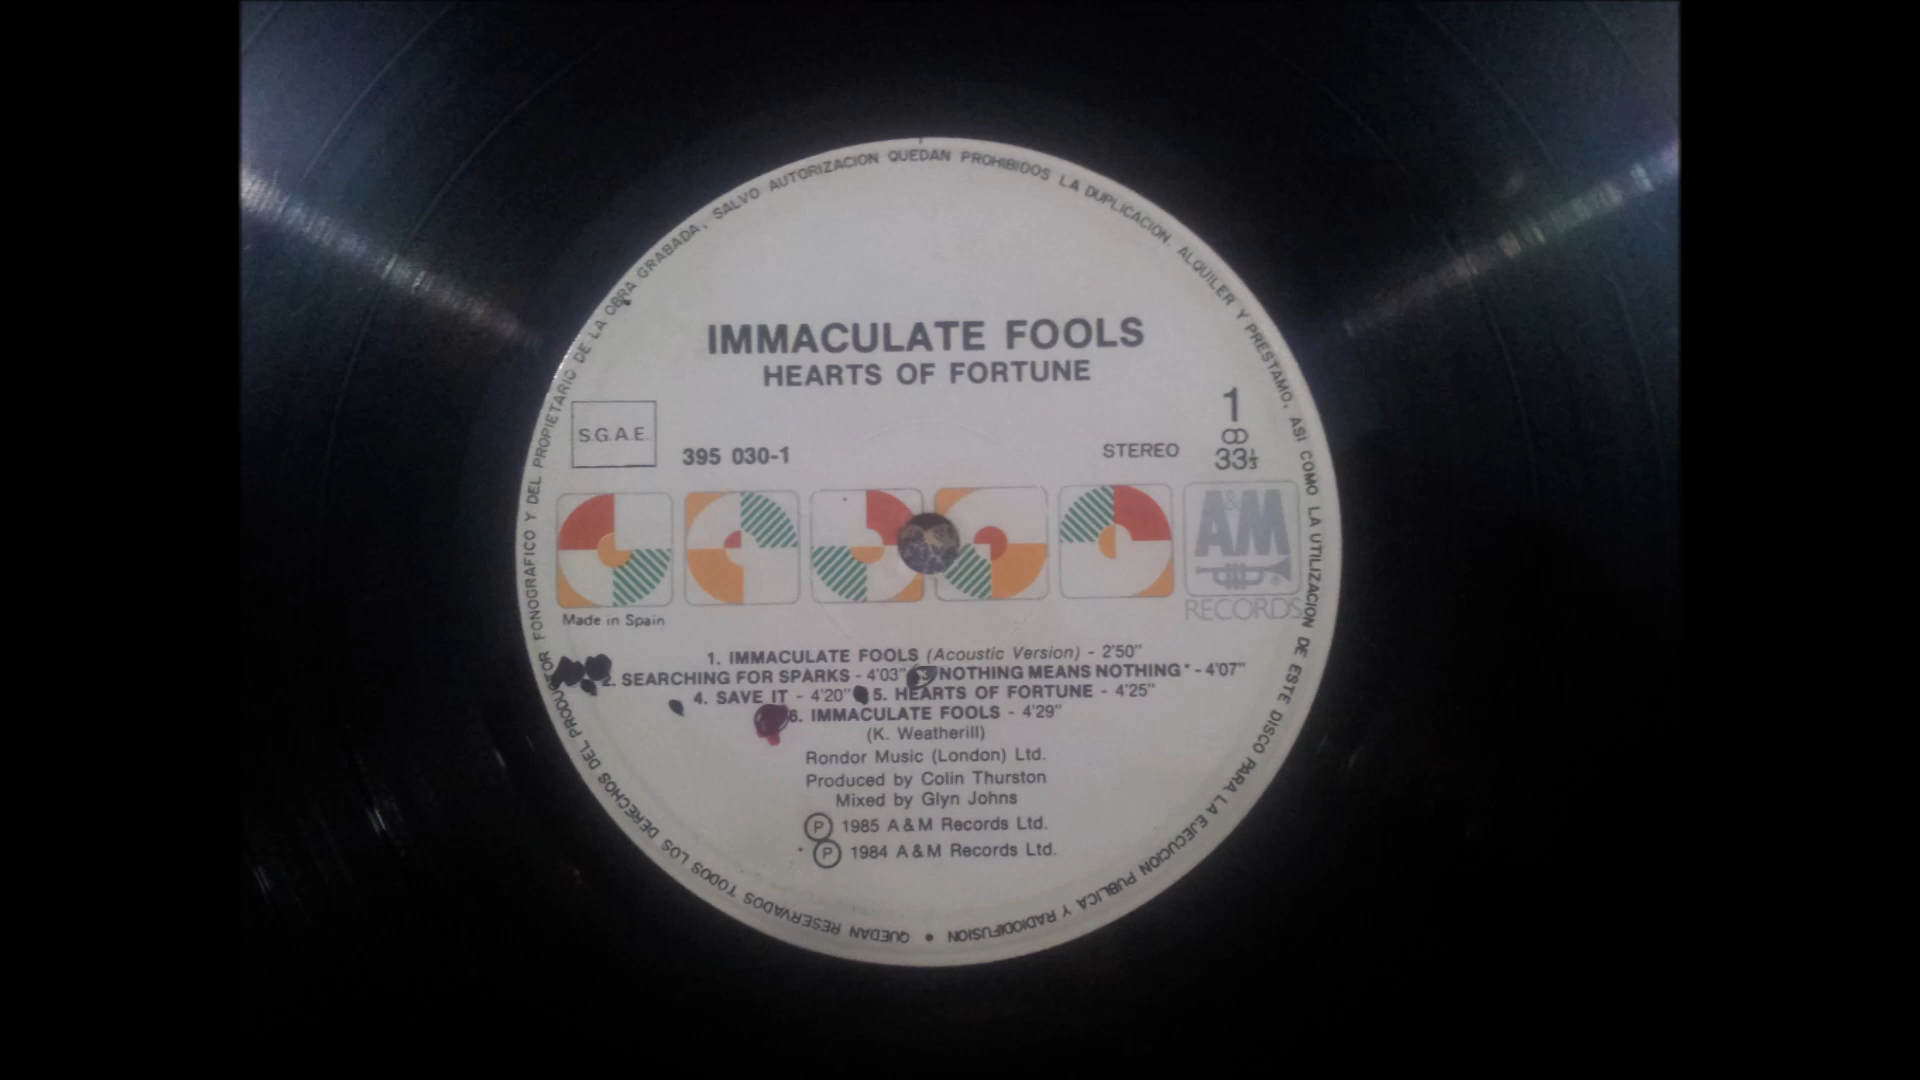 QUEDAN RESERVADOS TODOS LOS DERECHOS DEL PRODUCTOR FONOGRAFICO Y DEL PROPIETARIO DE LA OBRA GRABADA, SALVO AUTORIZACION QUEDAN PROHIBIDOS LA DUPLICACION, ALQUILER Y PRESTAMO, ASI COMO LA UTILIZACION DE ESTE DISCO PARA LA EJECUCION PUBLICA Y RADIODIFUSION •
IMMACULATE FOOLS
HEARTS OF FORTUNE
S.G.A.E.
395 030-1
STEREO
1
33⅓
A&M
®
RECORDS
Made in Spain
1. IMMACULATE FOOLS (Acoustic Version) - 2'50"
2. SEARCHING FOR SPARKS - 4'03" 3. NOTHING MEANS NOTHING * - 4'07"
4. SAVE IT - 4'20" 5. HEARTS OF FORTUNE - 4'25"
6. IMMACULATE FOOLS - 4'29"
(K. Weatherill)
Rondor Music (London) Ltd.
Produced by Colin Thurston
Mixed by Glyn Johns
Ⓟ 1985 A&M Records Ltd.
* Ⓟ 1984 A&M Records Ltd.